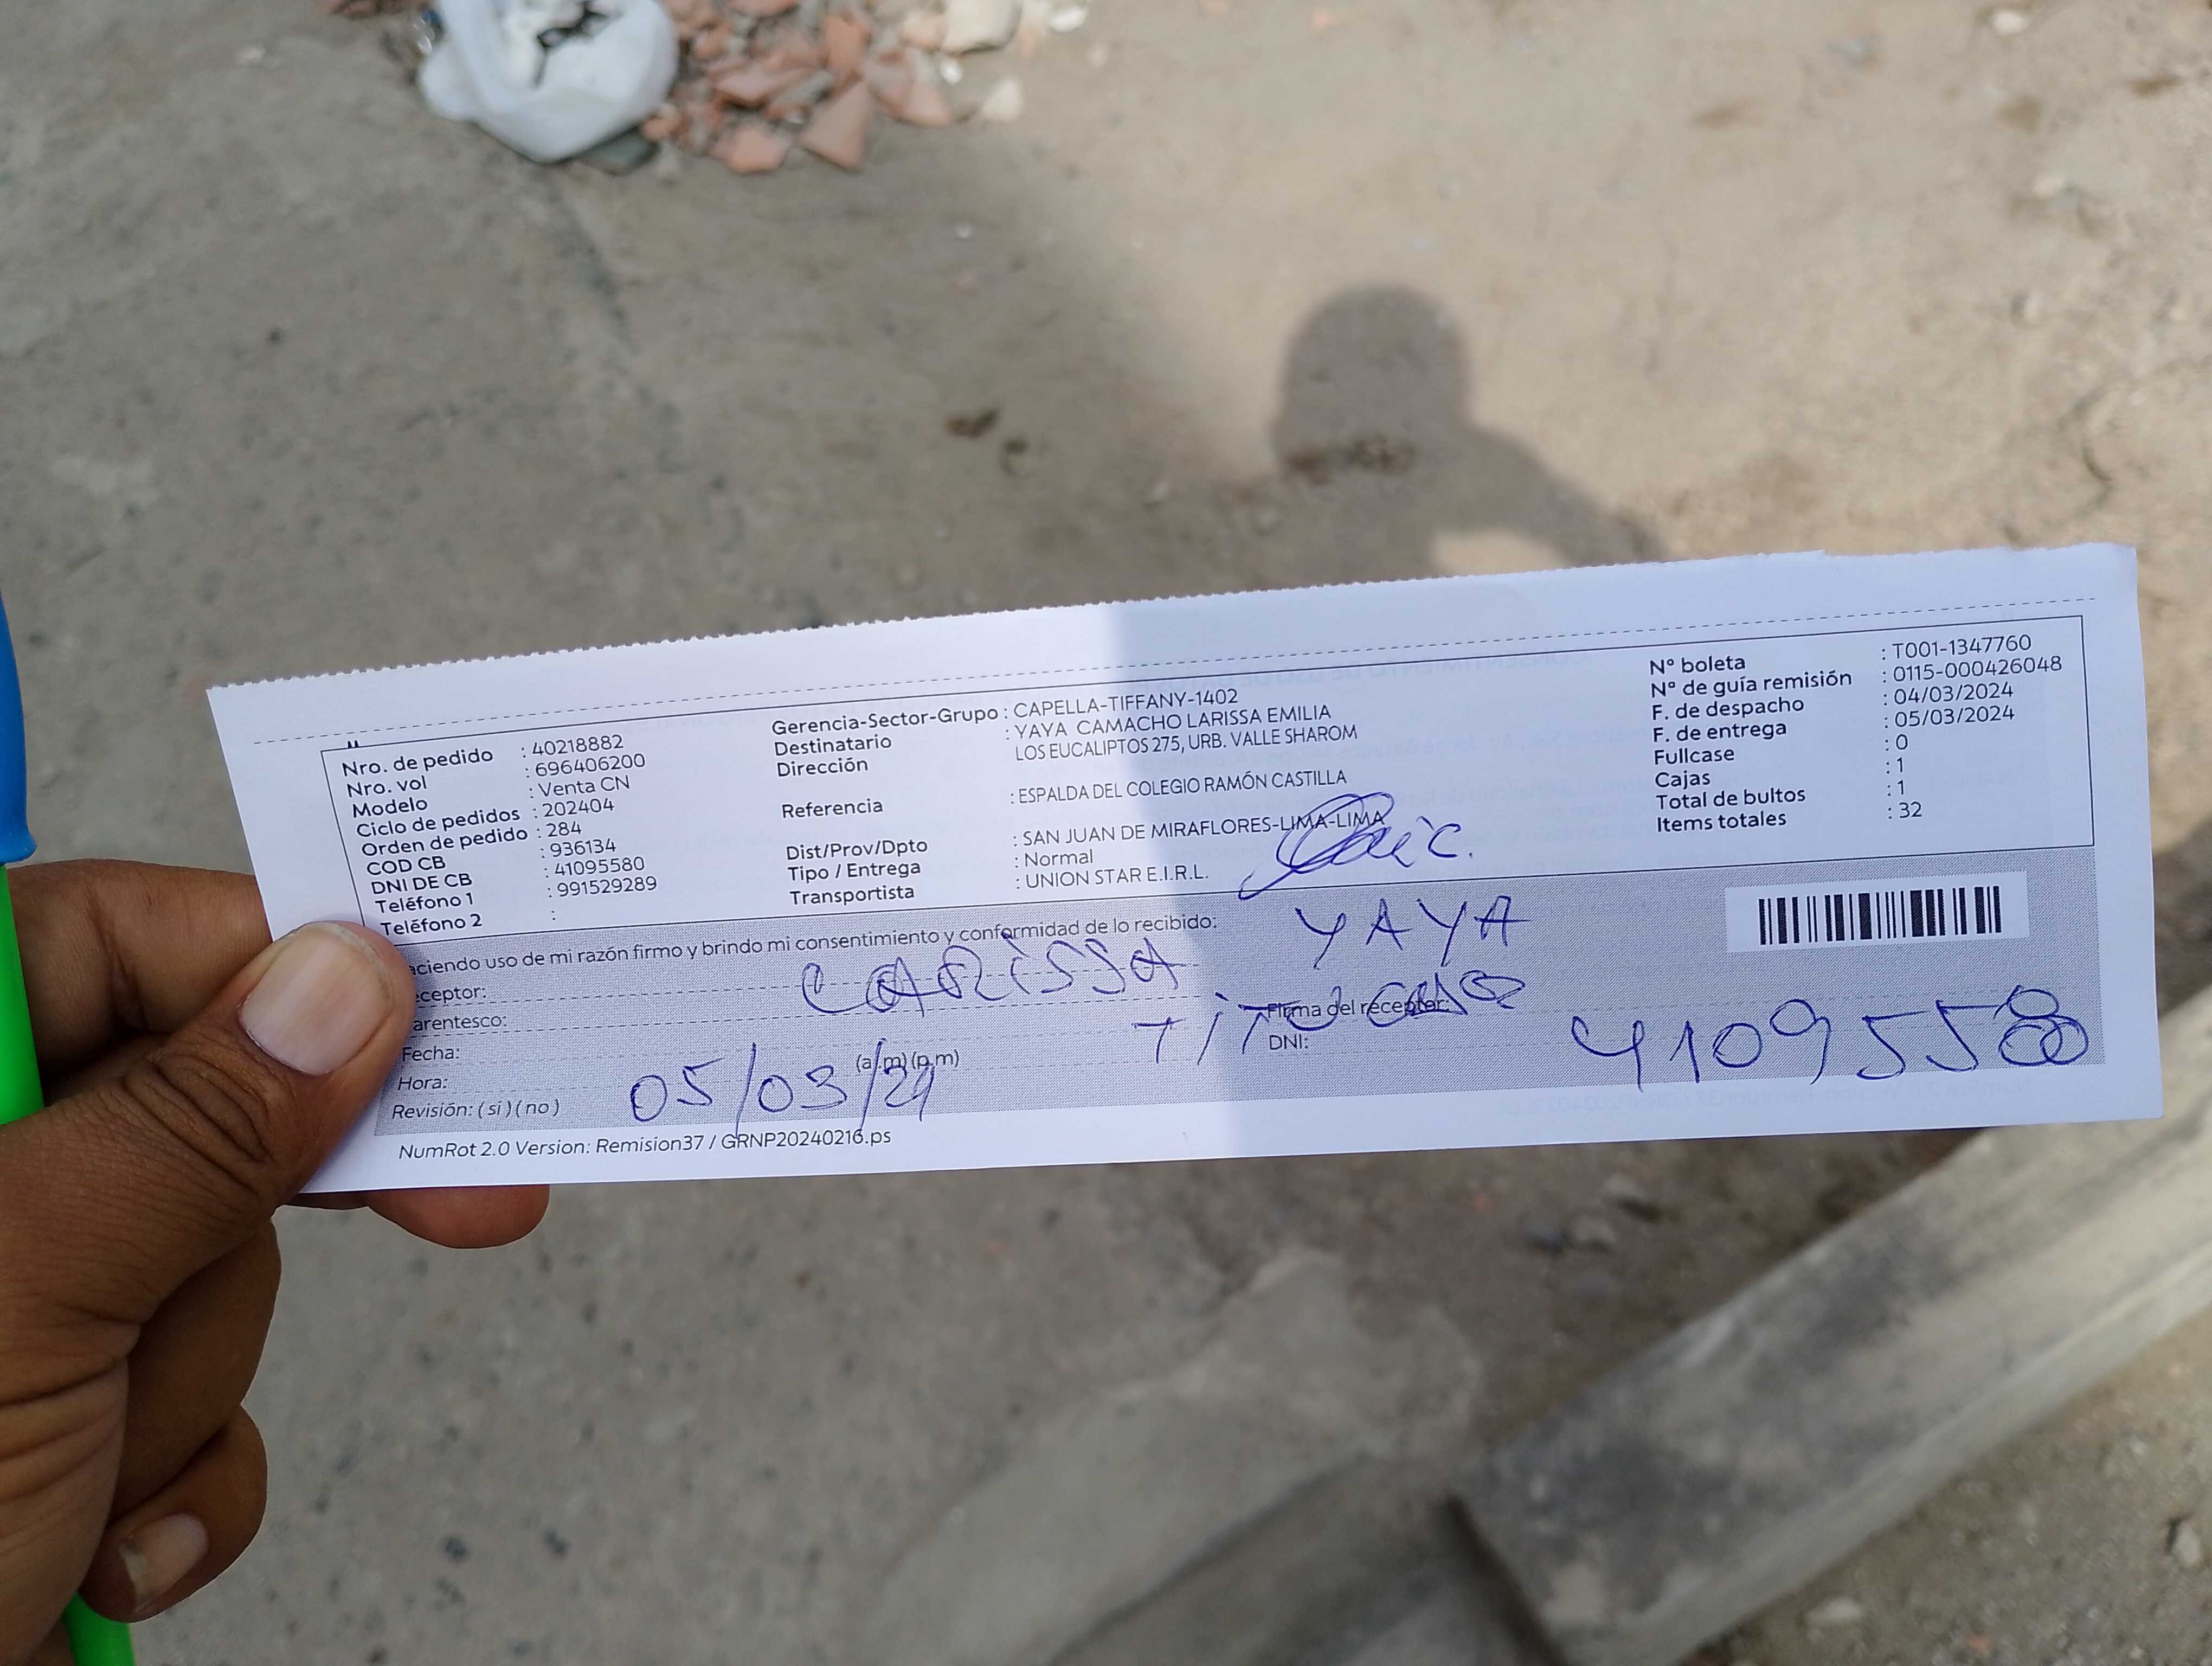 Nro. de pedido : 40218882
Nro. vol : 696406200
Modelo : Venta CN
Ciclo de pedidos : 202404
Orden de pedido : 284
COD CB : 936134
DNI DE CB : 41095580
Teléfono 1 : 991529289
Teléfono 2 :
Gerencia-Sector-Grupo : CAPELLA-TIFFANY-1402
Destinatario : YAYA CAMACHO LARISSA EMILIA
Dirección LOS EUCALIPTOS 275, URB. VALLE SHAROM
Referencia : ESPALDA DEL COLEGIO RAMÓN CASTILLA
Dist/Prov/Dpto : SAN JUAN DE MIRAFLORES-LIMA-LIMA
Tipo / Entrega : Normal
Transportista : UNION STAR E.I.R.L.
N° boleta : T001-1347760
N° de guía remisión : 0115-000426048
F. de despacho : 04/03/2024
F. de entrega : 05/03/2024
Fullcase : 0
Cajas : 1
Total de bultos : 1
Items totales : 32
aciendo uso de mi razón firmo y brindo mi consentimiento y conformidad de lo recibido:
ceptor: LARISSA YAYA
arentesco:
Firma del receptor:
Fecha: 05/03/24
Hora: (a.m) (p.m)
DNI: 41095580
Revisión: ( si ) ( no )
NumRot 2.0 Version: Remision37 / GRNP20240216.ps